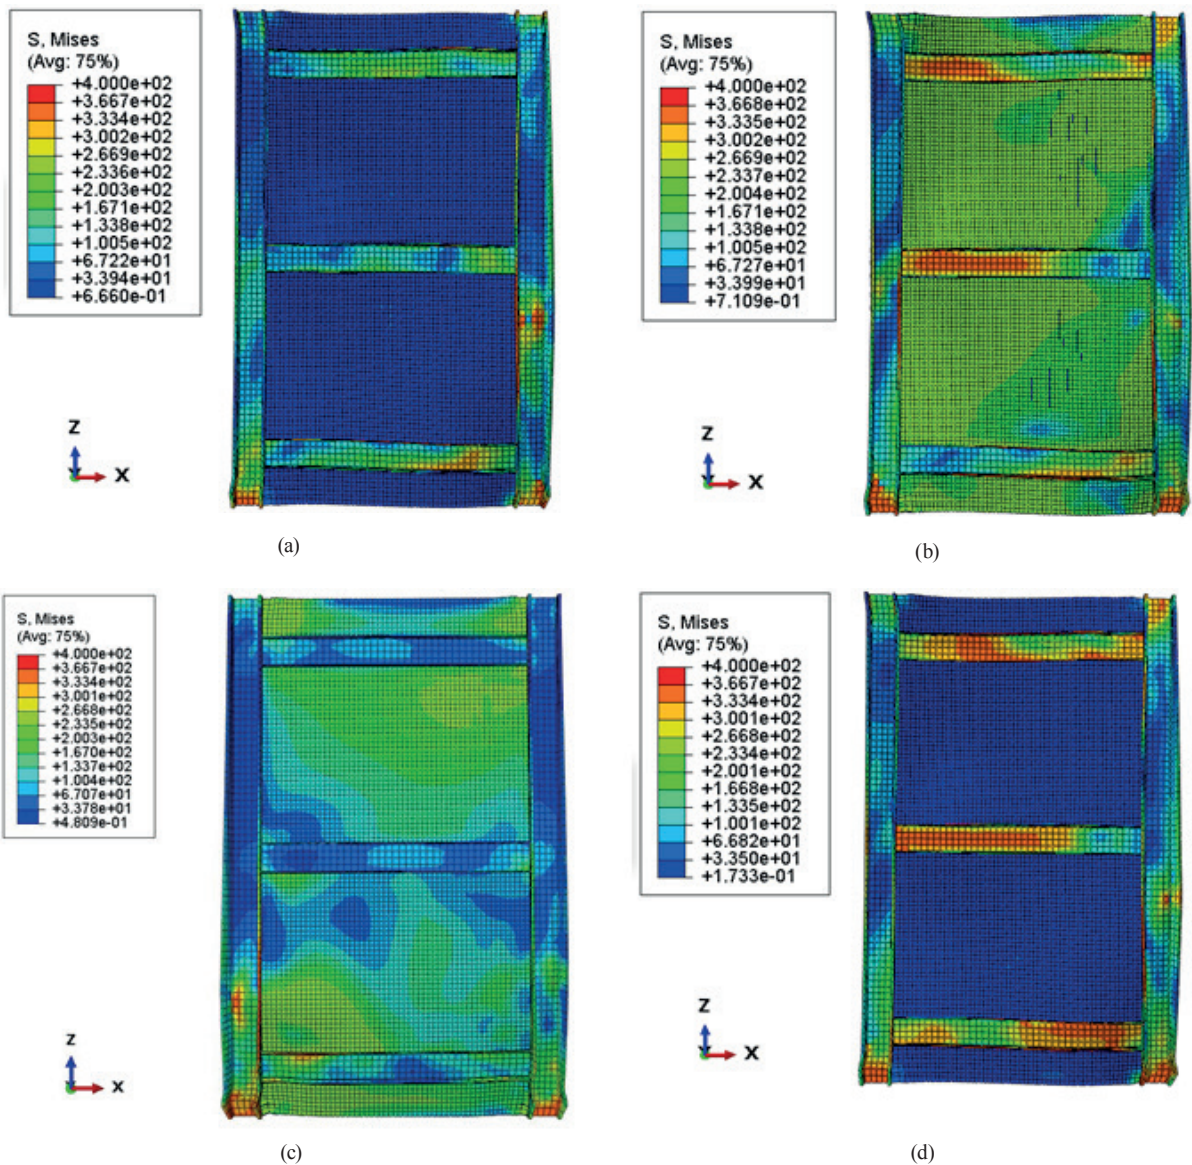 S, Mises
(Avg: 75%)
+4.000e+02
+3.667e+02
+3.334e+02
+3.002e+02
+2.669e+02
+2.336e+02
+2.003e+02
+1.671e+02
+1.338e+02
+1.005e+02
+6.722e+01
+3.394e+01
+6.660e-01
Z
X
(a)
S, Mises
(Avg: 75%)
+4.000e+02
+3.668e+02
+3.335e+02
+3.002e+02
+2.669e+02
+2.337e+02
+2.004e+02
+1.671e+02
+1.338e+02
+1.005e+02
+6.727e+01
+3.399e+01
+7.109e-01
Z
X
(b)
S, Mises
(Avg: 75%)
+4.000e+02
+3.667e+02
+3.334e+02
+3.001e+02
+2.668e+02
+2.335e+02
+2.003e+02
+1.670e+02
+1.337e+02
+1.004e+02
+6.707e+01
+3.378e+01
+4.809e-01
Z
X
(c)
S, Mises
(Avg: 75%)
+4.000e+02
+3.667e+02
+3.334e+02
+3.001e+02
+2.668e+02
+2.334e+02
+2.001e+02
+1.668e+02
+1.335e+02
+1.001e+02
+6.682e+01
+3.350e+01
+1.733e-01
Z
X
(d)